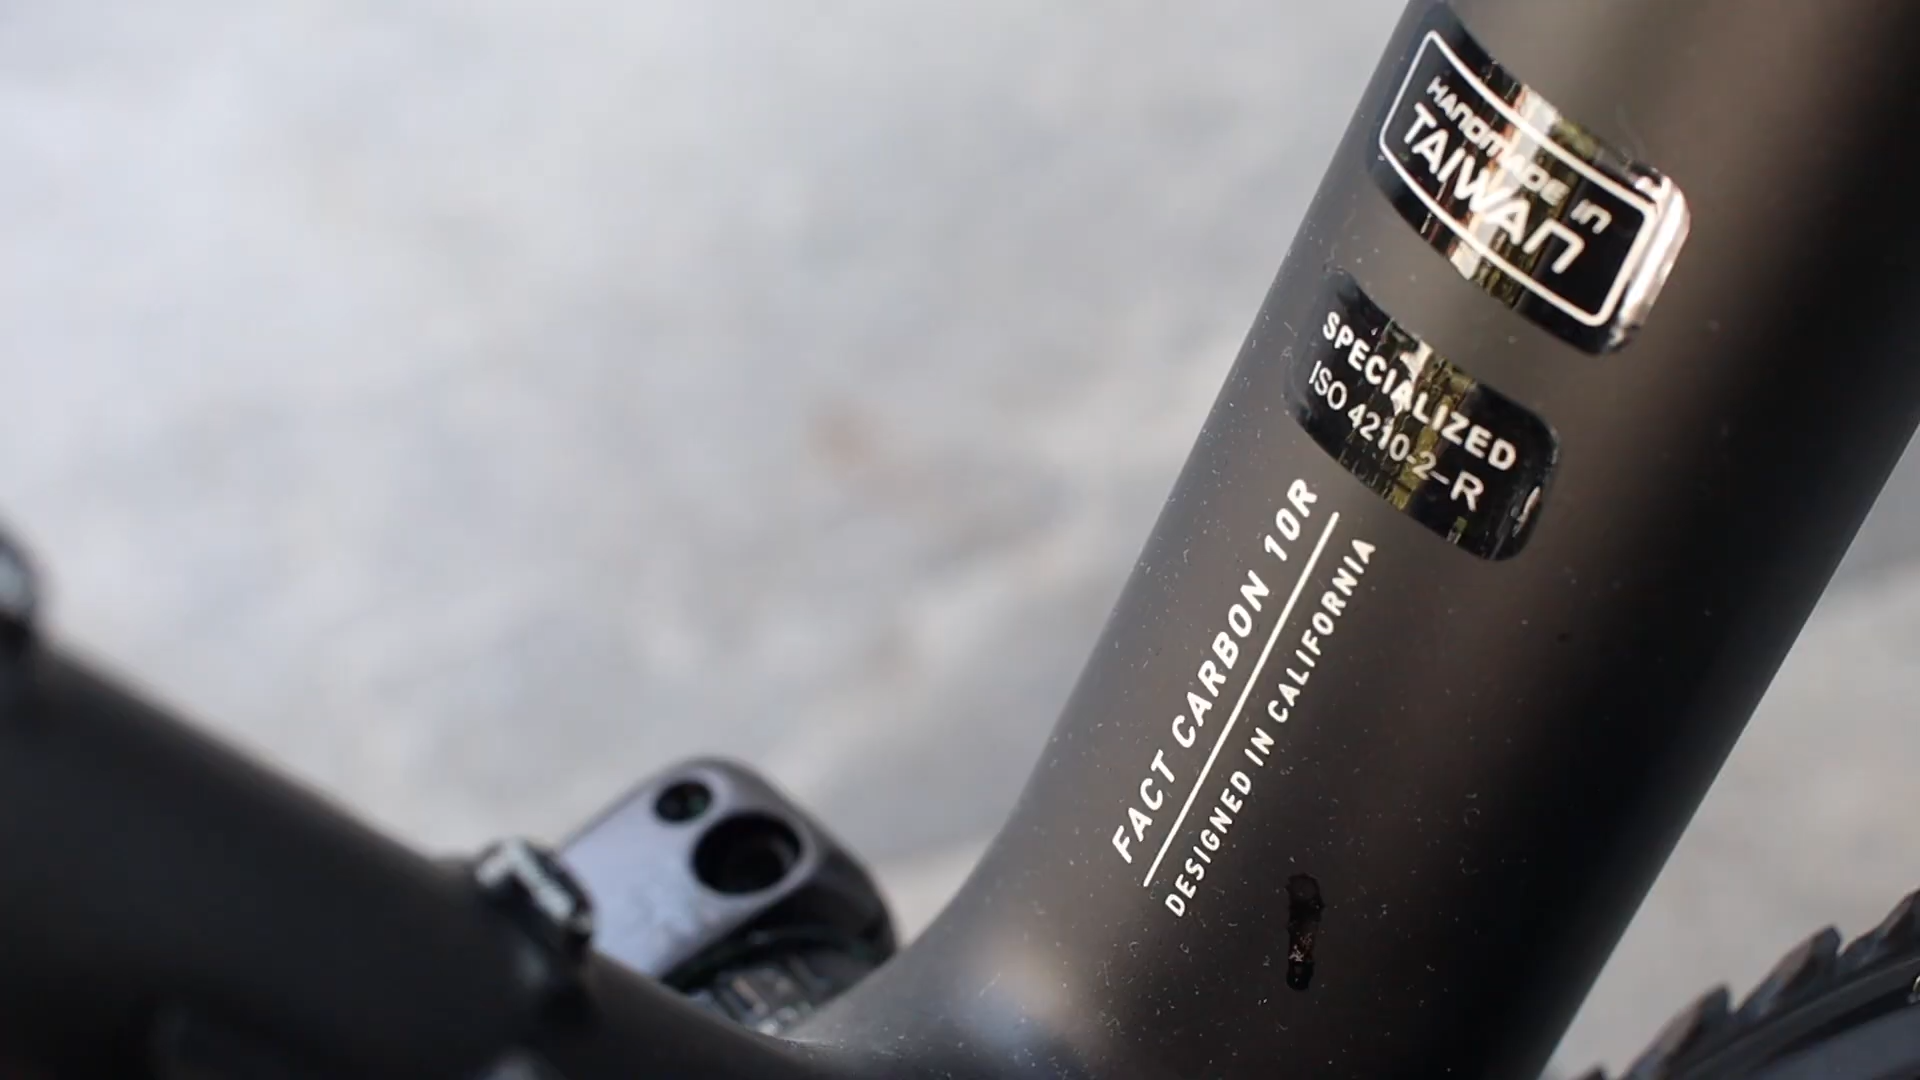 HANDMADE in
TAIWAN
SPECIALIZED
ISO 4210-2-R
FACT CARBON 10R
DESIGNED IN CALIFORNIA